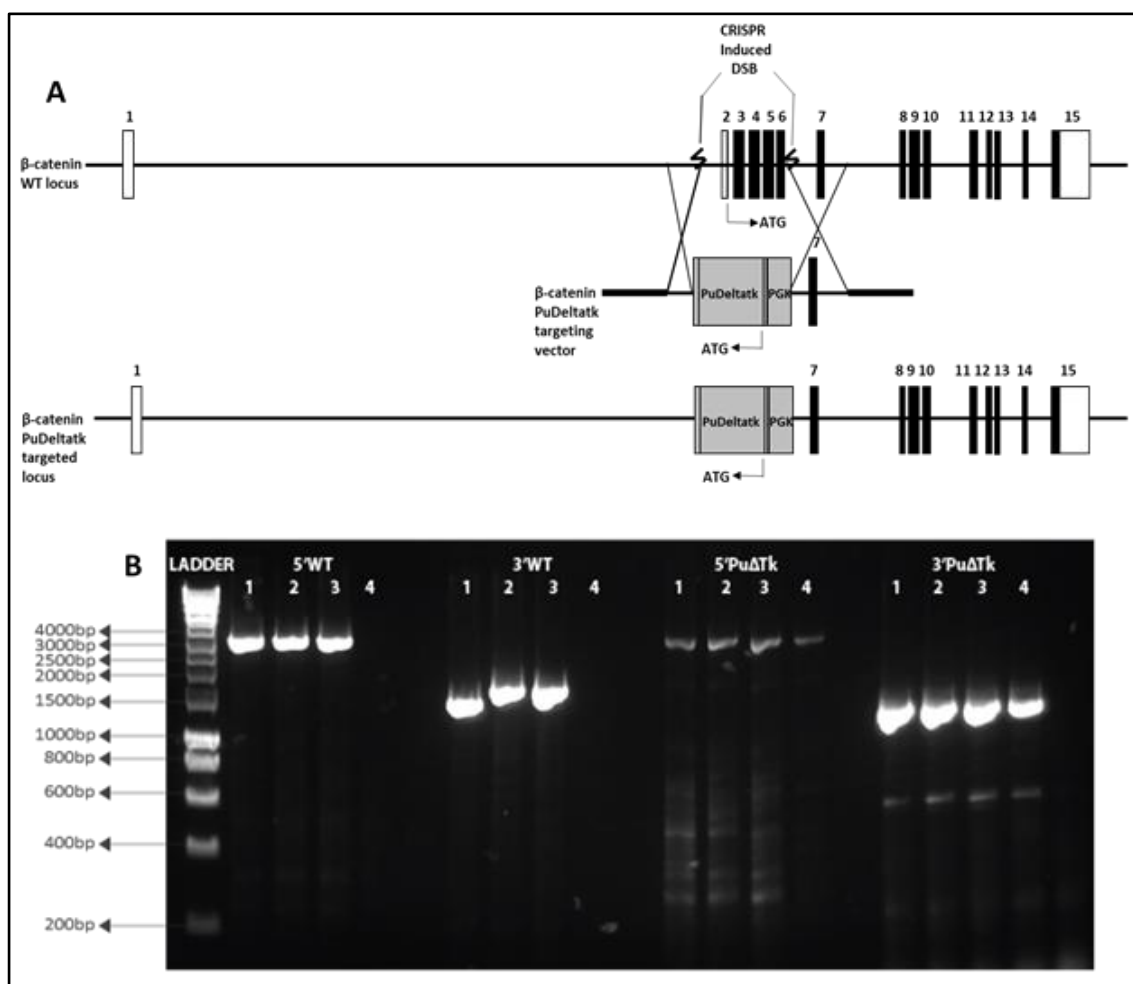 CRISPR
Induced
DSB
A
1
2 3 4 5 6 7 8 9 10 11 12 13 14 15
β-catenin
WT locus
ATG
7
PuDeltatk PGK
β-catenin
PuDeltatk
targeting
vector
ATG
1 7 8 9 10 11 12 13 14 15
β-catenin
PuDeltatk
targeted
locus
PuDeltatk PGK
ATG
B
LADDER 5'WT 3'WT 5'PuΔTk 3'PuΔTk
1 2 3 4 1 2 3 4 1 2 3 4 1 2 3 4
4000bp
3000bp
2500bp
2000bp
1500bp
1000bp
800bp
600bp
400bp
200bp